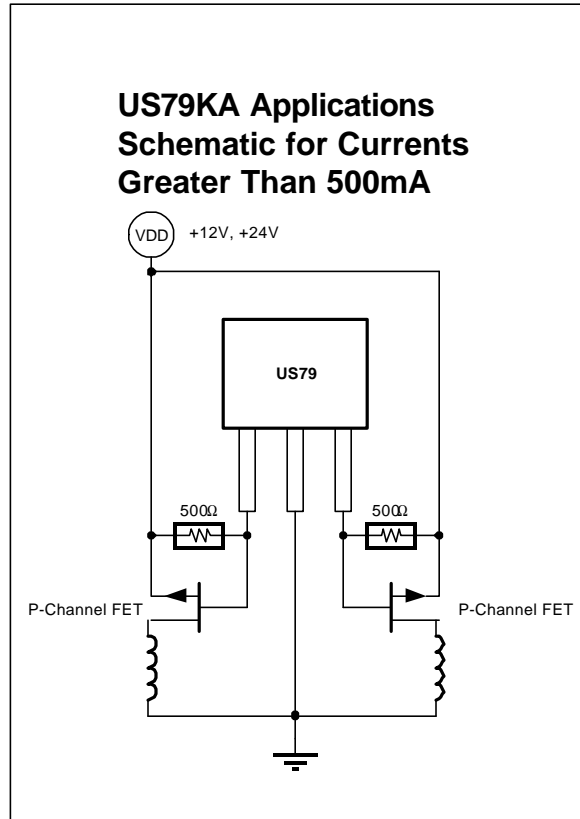 US79KA Applications
Schematic for Currents
Greater Than 500mA
VDD +12V, +24V
US79
500Ω 500Ω
P-Channel FET P-Channel FET